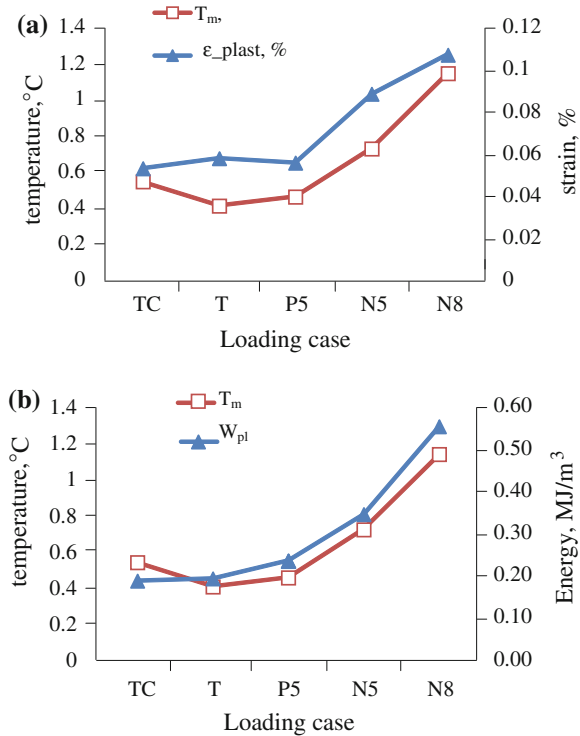 (a)
T_m,
ε_plast, %
temperature,°C
1.4
1.2
1
0.8
0.6
0.4
0.2
0
0.12
0.1
0.08
0.06
0.04
0.02
0
strain, %
TC T P5 N5 N8
Loading case
(b)
T_m
W_pl
temperature,°C
1.4
1.2
1
0.8
0.6
0.4
0.2
0
0.60
0.50
0.40
0.30
0.20
0.10
0.00
Energy, MJ/m³
TC T P5 N5 N8
Loading case